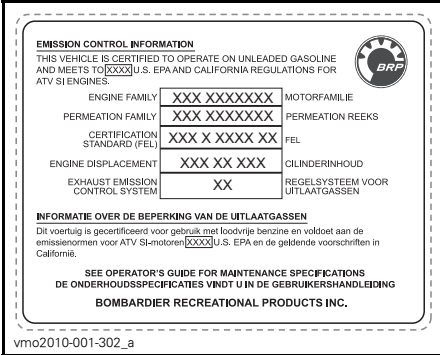 EMISSION CONTROL INFORMATION
THIS VEHICLE IS CERTIFIED TO OPERATE ON UNLEADED GASOLINE
AND MEETS TO XXXX U.S. EPA AND CALIFORNIA REGULATIONS FOR
ATV SI ENGINES.
BRP
ENGINE FAMILY XXX XXXXXXX MOTORFAMILIE
PERMEATION FAMILY XXX XXXXXXX PERMEATION REEKS
CERTIFICATION
STANDARD (FEL) XXX X XXXX XX FEL
ENGINE DISPLACEMENT XXX XX XXX CILINDERINHOUD
EXHAUST EMISSION XX REGELSYSTEEM VOOR
CONTROL SYSTEM UITLAATGASSEN
INFORMATIE OVER DE BEPERKING VAN DE UITLAATGASSEN
Dit voertuig is gecertificeerd voor gebruik met loodvrije benzine en voldoet aan de
emissienormen voor ATV SI-motoren XXXX U.S. EPA en de geldende voorschriften in
Californië.
SEE OPERATOR'S GUIDE FOR MAINTENANCE SPECIFICATIONS
DE ONDERHOUDSSPECIFICATIES VINDT U IN DE GEBRUIKERSHANDLEIDING
BOMBARDIER RECREATIONAL PRODUCTS INC.
vmo2010-001-302_a